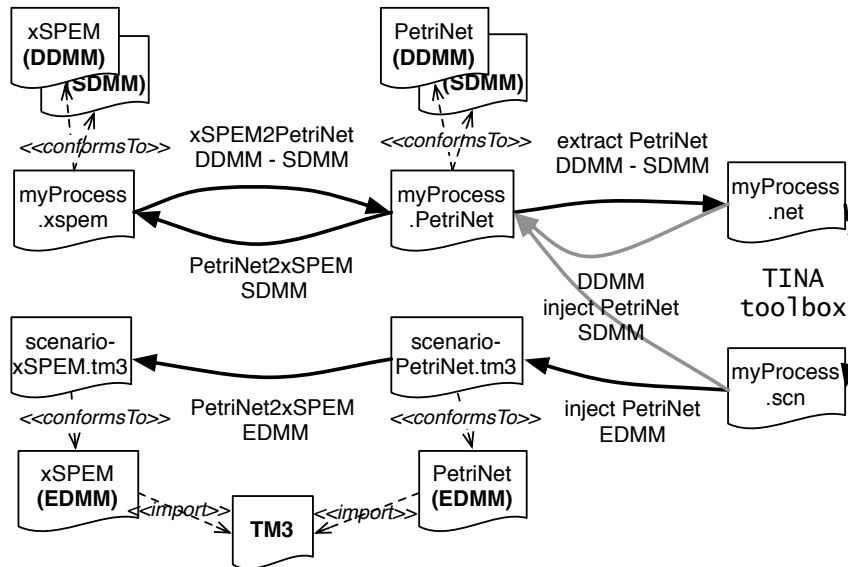 xSPEM
(DDMM)
(SDMM)
PetriNet
(DDMM)
(SDMM)
<<conformsTo>>
xSPEM2PetriNet
DDMM - SDMM
<<conformsTo>>
extract PetriNet
DDMM - SDMM
myProcess
.xspem
myProcess
.PetriNet
myProcess
.net
PetriNet2xSPEM
SDMM
DDMM
inject PetriNet
SDMM
TINA
toolbox
scenario-
xSPEM.tm3
scenario-
PetriNet.tm3
myProcess
.scn
<<conformsTo>>
PetriNet2xSPEM
EDMM
<<conformsTo>>
inject PetriNet
EDMM
xSPEM
(EDMM)
PetriNet
(EDMM)
<<import>>
<<import>>
TM3